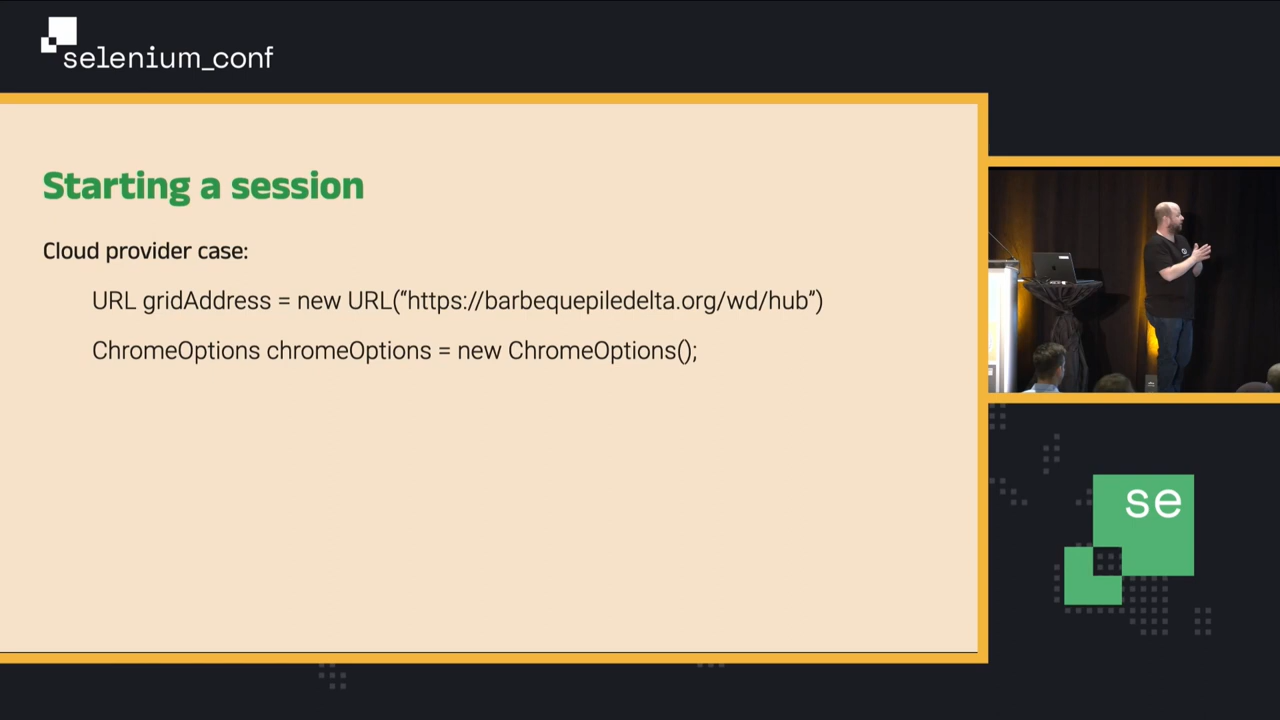 selenium_conf
Starting a session
Cloud provider case:
URL gridAddress = new URL(“https://barbequepiledelta.org/wd/hub”)
ChromeOptions chromeOptions = new ChromeOptions();
se